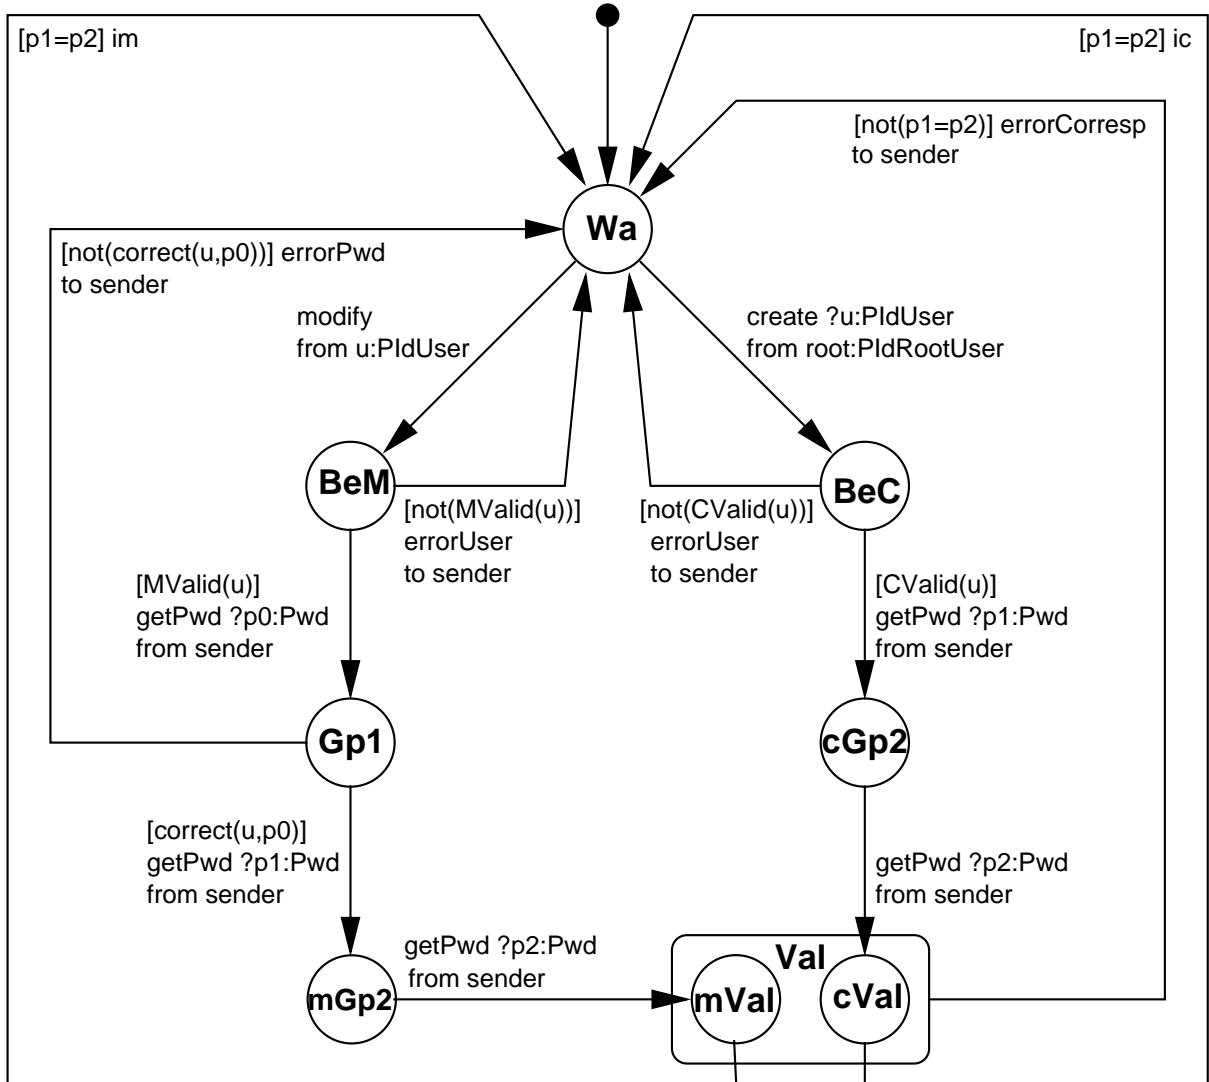 [p1=p2] im
[p1=p2] ic
[not(p1=p2)] errorCorresp
to sender
Wa
[not(correct(u,p0))] errorPwd
to sender
modify
from u:PIdUser
create ?u:PIdUser
from root:PIdRootUser
BeM
BeC
[not(MValid(u))]
errorUser
to sender
[not(CValid(u))]
errorUser
to sender
[MValid(u)]
getPwd ?p0:Pwd
from sender
[CValid(u)]
getPwd ?p1:Pwd
from sender
Gp1
cGp2
[correct(u,p0)]
getPwd ?p1:Pwd
from sender
getPwd ?p2:Pwd
from sender
getPwd ?p2:Pwd
from sender
Val
mGp2
mVal
cVal